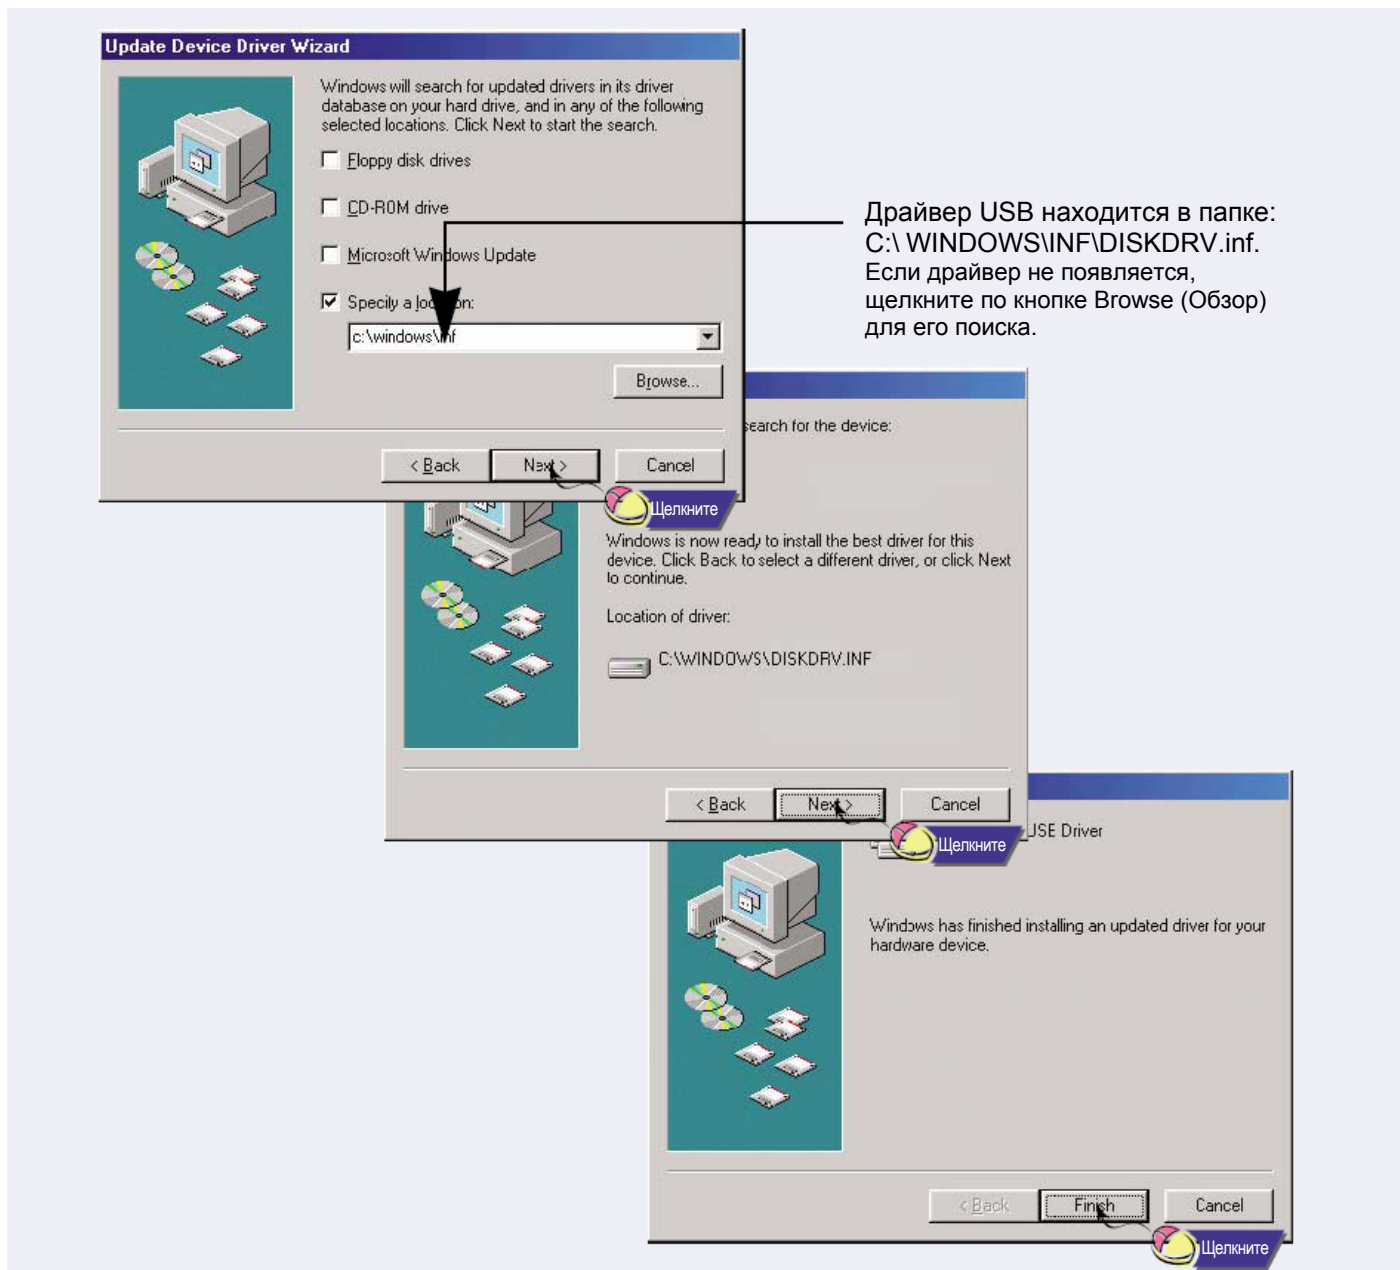 Update Device Driver Wizard
Windows will search for updated drivers in its driver
database on your hard drive, and in any of the following
selected locations. Click Next to start the search.
Floppy disk drives
CD-ROM drive
Microsoft Windows Update
Specify a location:
c:\windows\inf
Browse...
< Back
Next >
Cancel
Щелкните
Драйвер USB находится в папке:
C:\ WINDOWS\INF\DISKDRV.inf.
Если драйвер не появляется,
щелкните по кнопке Browse (Обзор)
для его поиска.
search for the device:
Windows is now ready to install the best driver for this
device. Click Back to select a different driver, or click Next
to continue.
Location of driver:
C:\WINDOWS\DISKDRV.INF
< Back
Next >
Cancel
Щелкните
Driver
Windows has finished installing an updated driver for your
hardware device.
< Back
Finish
Cancel
Щелкните